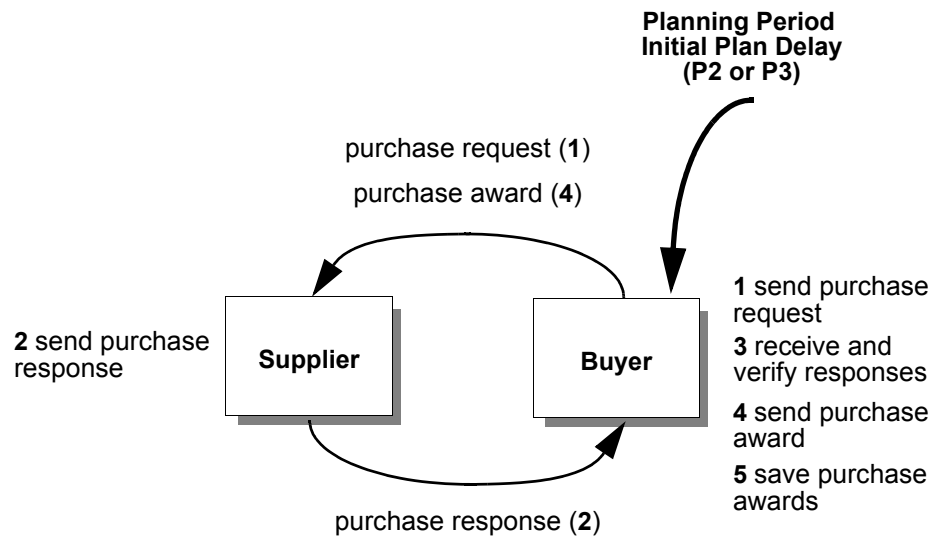 Planning Period
Initial Plan Delay
(P2 or P3)
purchase request (1)
purchase award (4)
1 send purchase
request
2 send purchase
response
Supplier
Buyer
3 receive and
verify responses
4 send purchase
award
5 save purchase
awards
purchase response (2)